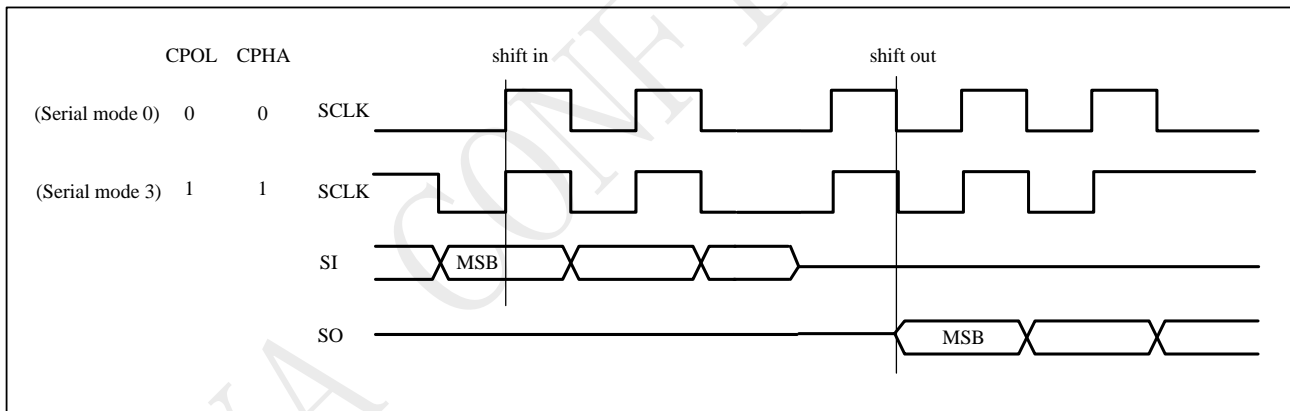 CPOL CPHA shift in shift out
(Serial mode 0) 0 0 SCLK
(Serial mode 3) 1 1 SCLK
SI MSB
SO MSB